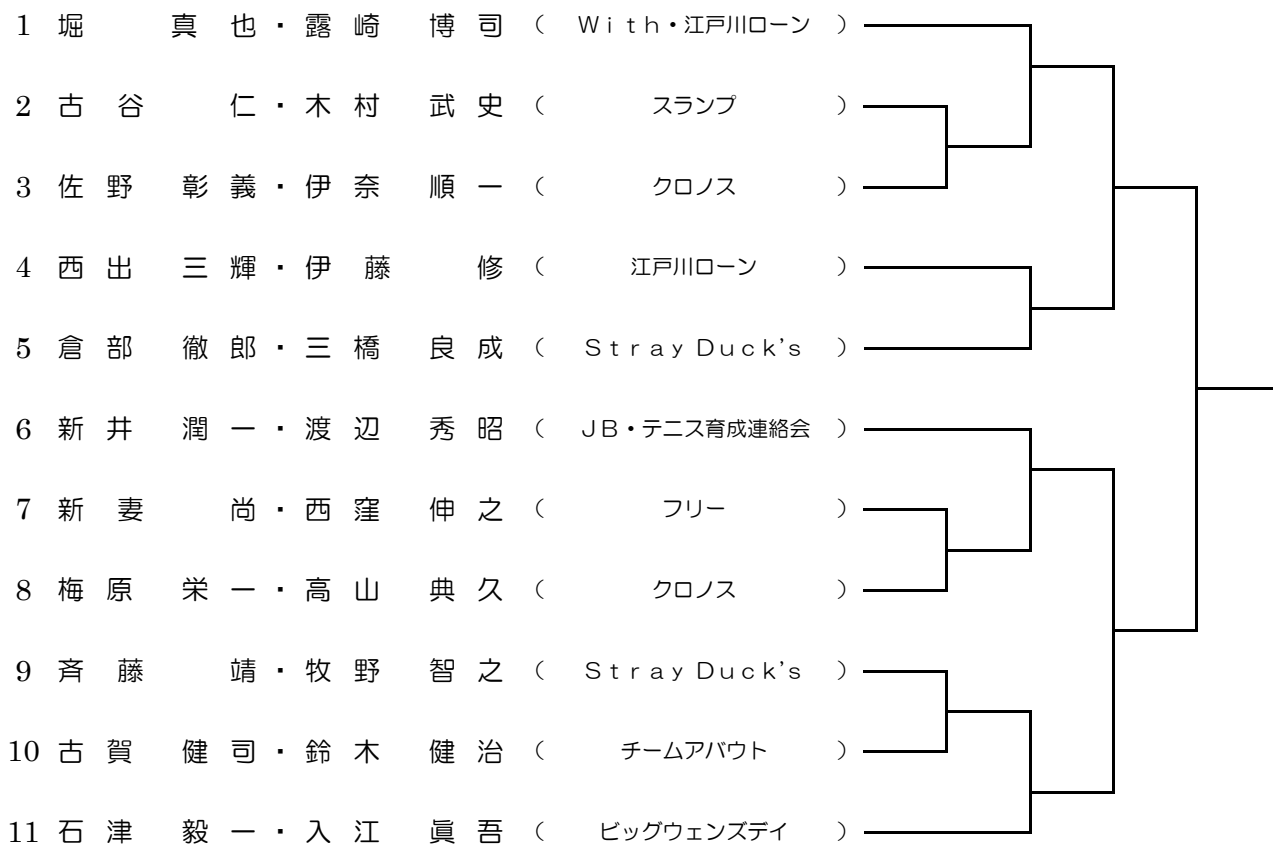 1 堀 真也・露崎 博司 ( With・江戸川ローン )
2 古谷 仁・木村 武史 ( スランプ )
3 佐野 彰義・伊奈 順一 ( クロノス )
4 西出 三輝・伊藤 修 ( 江戸川ローン )
5 倉部 徹郎・三橋 良成 ( Stray Duck's )
6 新井 潤一・渡辺 秀昭 ( JB・テニス育成連絡会 )
7 新妻 尚・西窪 伸之 ( フリー )
8 梅原 栄一・高山 典久 ( クロノス )
9 斉藤 靖・牧野 智之 ( Stray Duck's )
10 古賀 健司・鈴木 健治 ( チームアバウト )
11 石津 毅一・入江 眞吾 ( ビッグウェンズデイ )